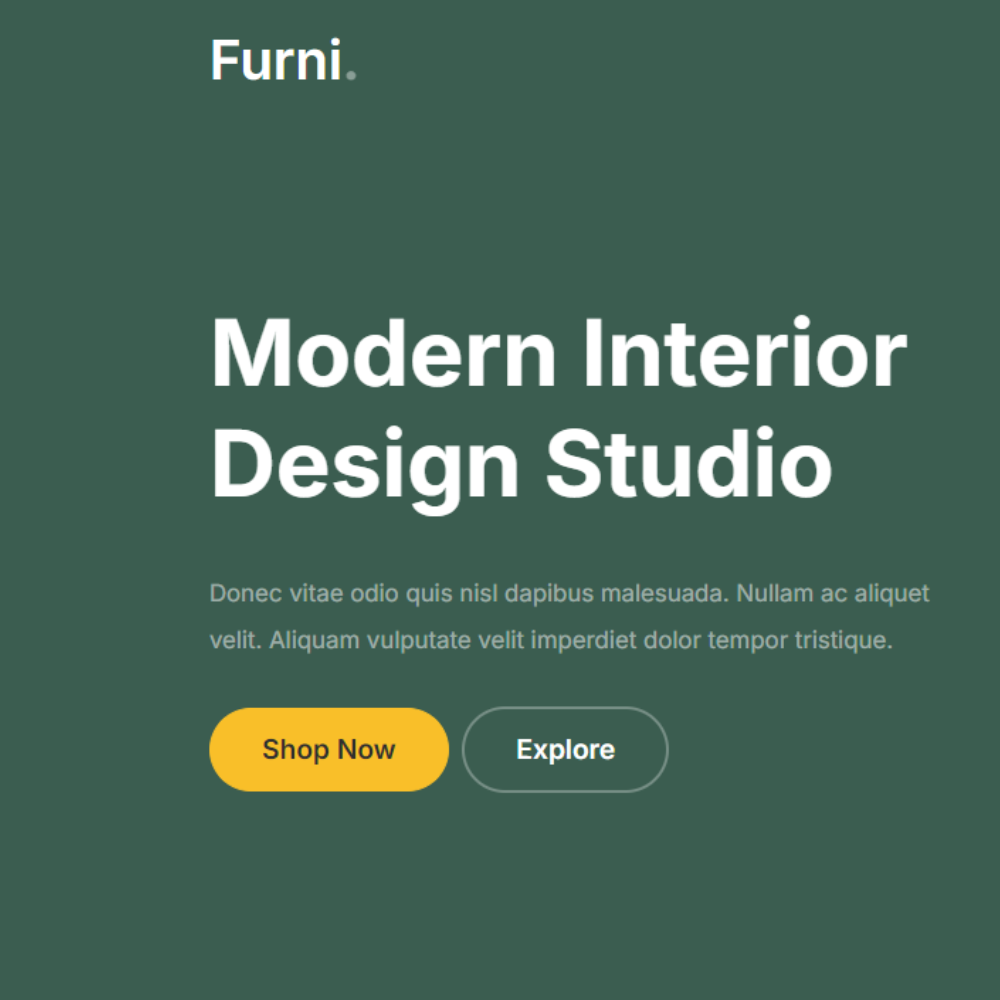 Furni.
Modern Interior
Design Studio
Donec vitae odio quis nisl dapibus malesuada. Nullam ac aliquet
velit. Aliquam vulputate velit imperdiet dolor tempor tristique.
Shop Now
Explore